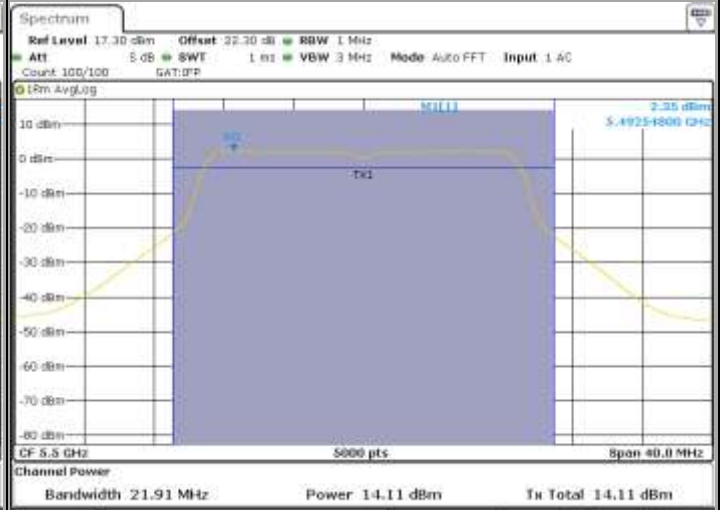 Spectrum
Ref Level 17.30 dBm Offset 22.30 dB RBW 1 MHz
Att 5 dB SWT 1 ms VBW 3 MHz Mode Auto FFT Input 1 AC
Count 100/100 GAT:IFP
1Rm AvgLog
M1[1] 2.35 dBm
5.49254800 GHz
10 dBm
M1
0 dBm
TX1
-10 dBm
-20 dBm
-30 dBm
-40 dBm
-50 dBm
-60 dBm
-70 dBm
-80 dBm
CF 5.5 GHz 5000 pts Span 40.0 MHz
Channel Power
Bandwidth 21.91 MHz Power 14.11 dBm Tx Total 14.11 dBm